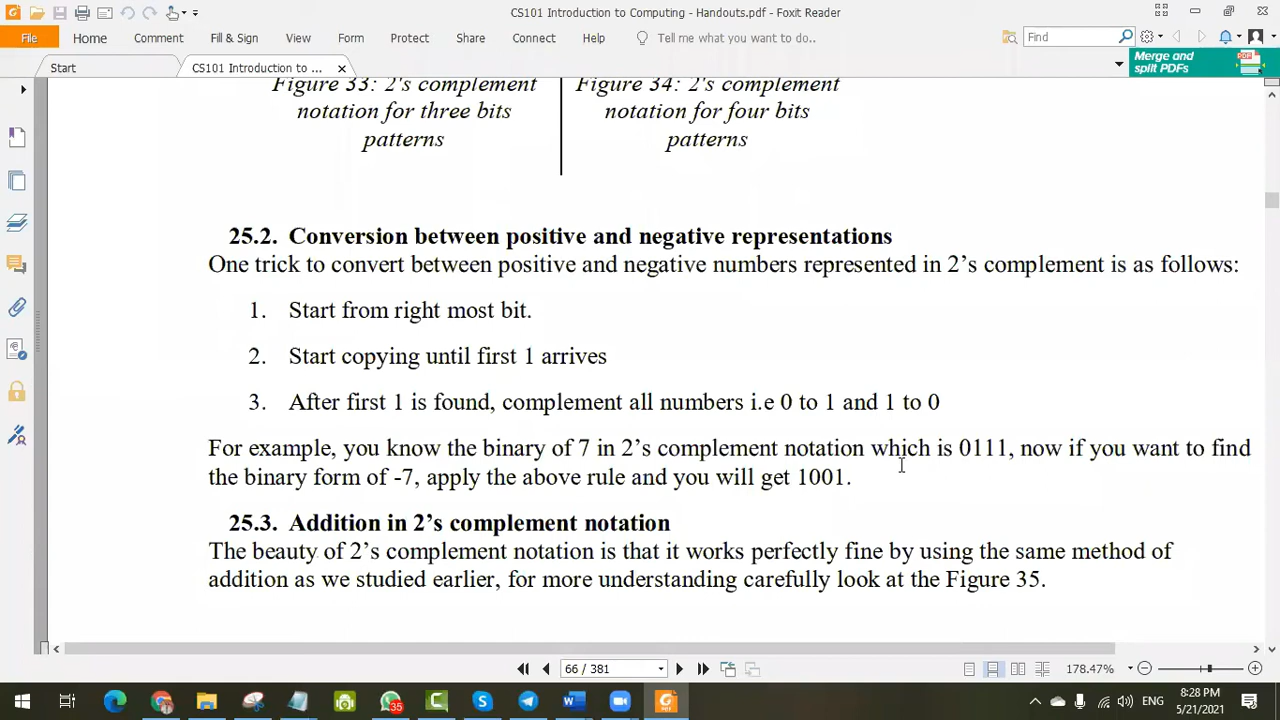 CS101 Introduction to Computing - Handouts.pdf - Foxit Reader
File Home Comment Fill & Sign View Form Protect Share Connect Help Tell me what you want to do.. Find
Start CS101 Introduction to ... Merge and
split PDFs
Figure 33: 2's complement
notation for three bits
patterns
Figure 34: 2's complement
notation for four bits
patterns
25.2. Conversion between positive and negative representations
One trick to convert between positive and negative numbers represented in 2’s complement is as follows:
1. Start from right most bit.
2. Start copying until first 1 arrives
3. After first 1 is found, complement all numbers i.e 0 to 1 and 1 to 0
For example, you know the binary of 7 in 2’s complement notation which is 0111, now if you want to find
the binary form of -7, apply the above rule and you will get 1001.
25.3. Addition in 2’s complement notation
The beauty of 2’s complement notation is that it works perfectly fine by using the same method of
addition as we studied earlier, for more understanding carefully look at the Figure 35.
66 / 381 178.47%
35 ENG 8:28 PM
5/21/2021